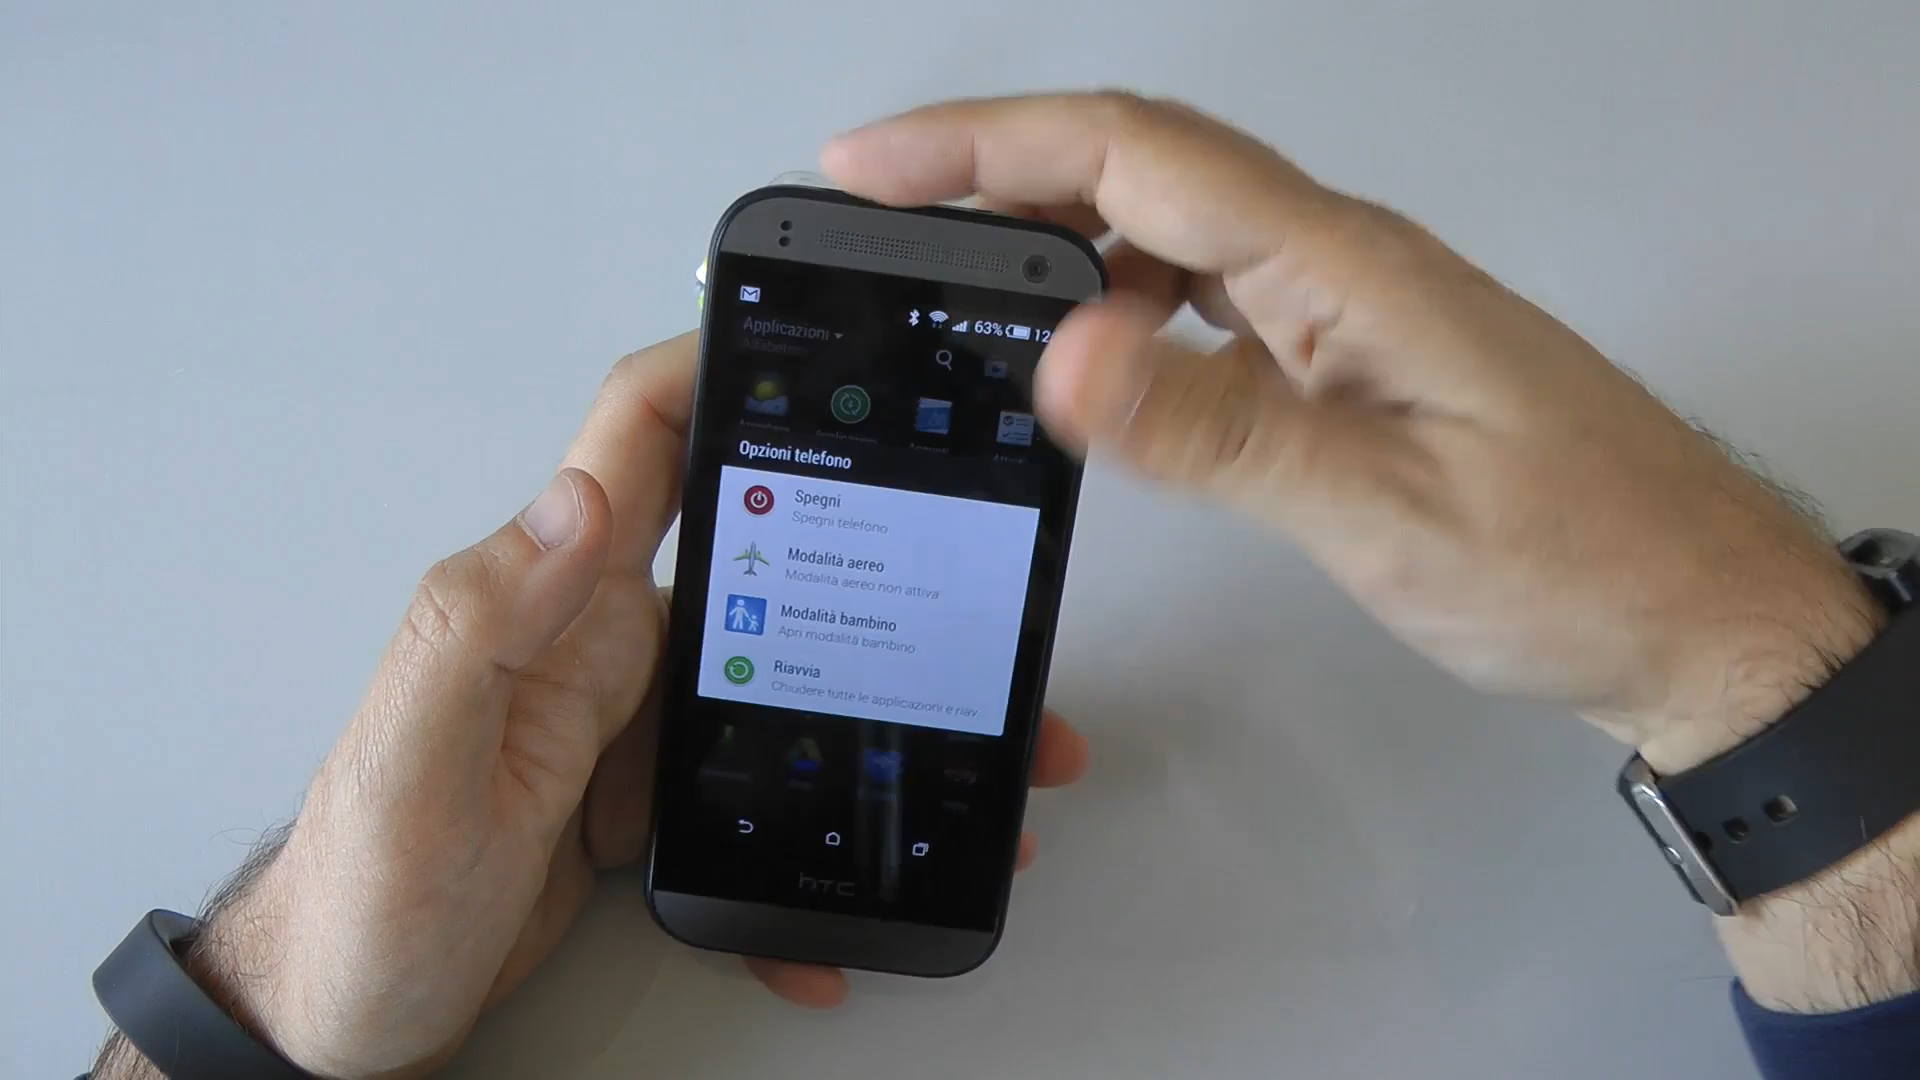 63%
Applicazioni
Alfabetico
Opzioni telefono
Spegni
Spegni telefono
Modalità aereo
Modalità aereo non attiva
Modalità bambino
Apri modalità bambino
Riavvia
Chiudere tutte le applicazioni e riav
hTC